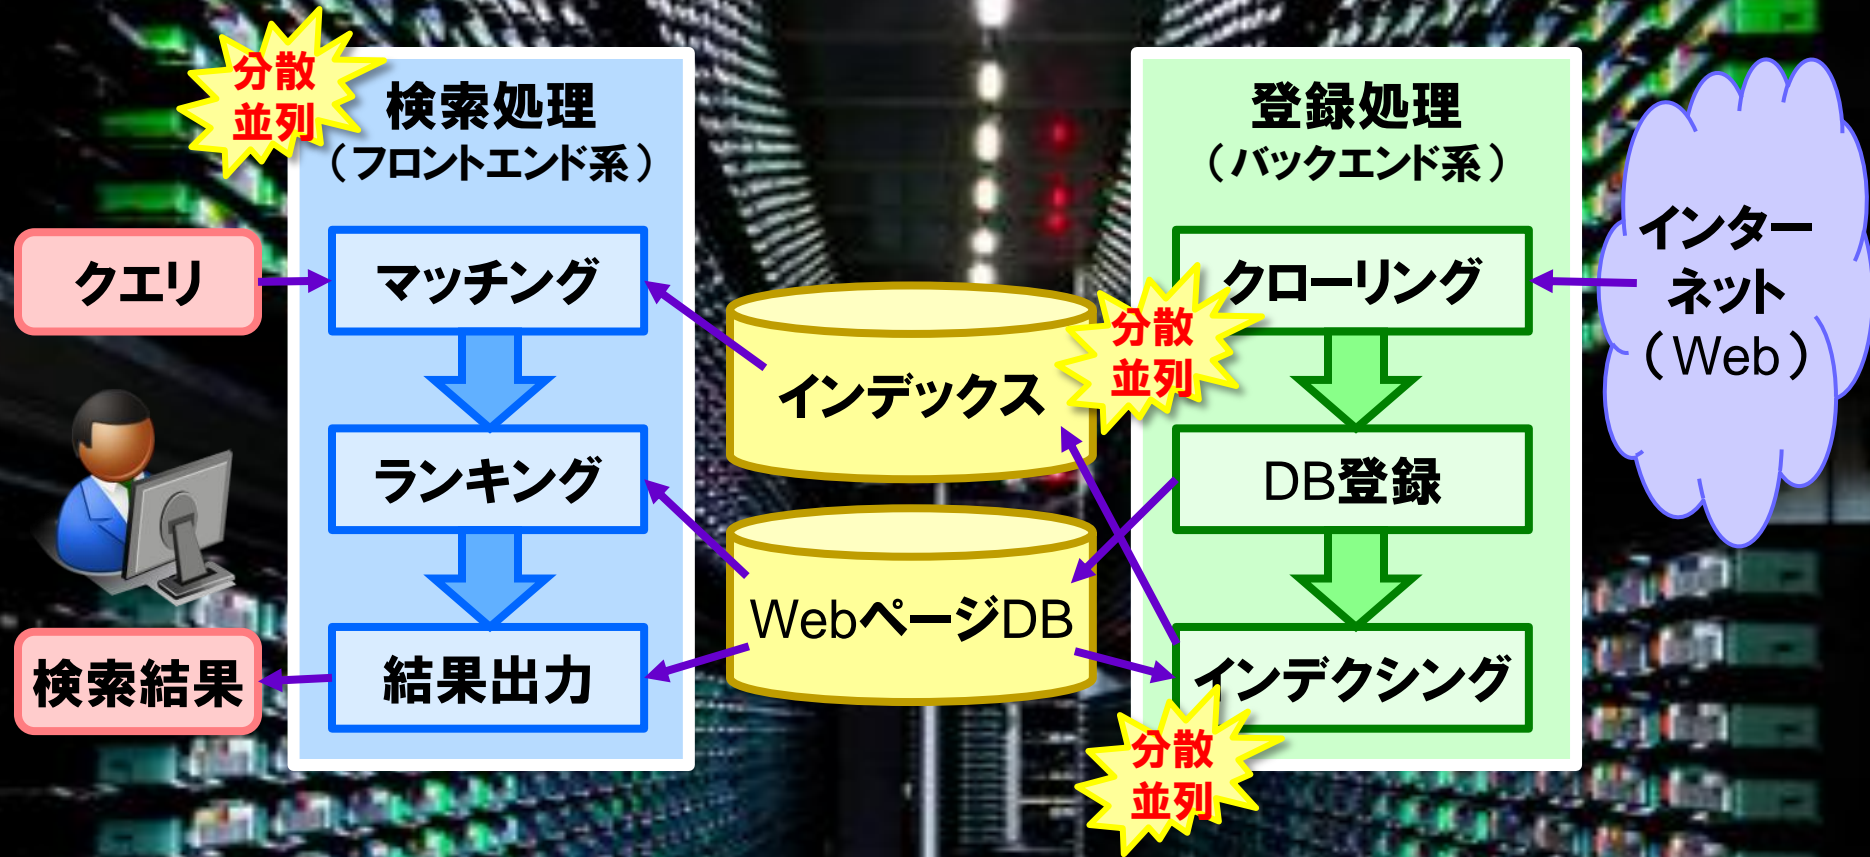 分散
並列
検索処理
（フロントエンド系）
クエリ
マッチング
ランキング
結果出力
検索結果
インデックス
WebページDB
登録処理
（バックエンド系）
分散
並列
クローリング
DB登録
インデクシング
分散
並列
インター
ネット
（Web）